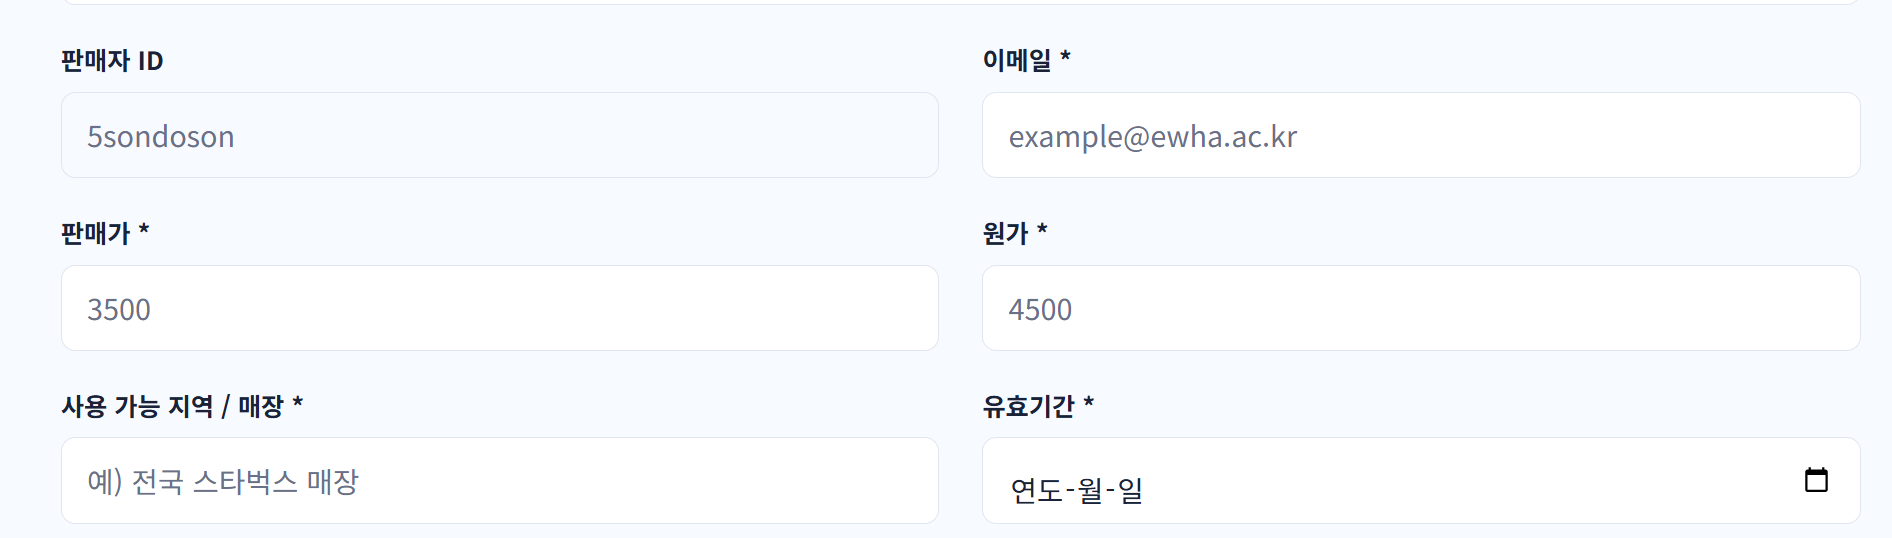 판매자 ID
이메일 *
5sondoson
example@ewha.ac.kr
판매가 *
원가 *
3500
4500
사용 가능 지역 / 매장 *
유효기간 *
예) 전국 스타벅스 매장
연도-월-일